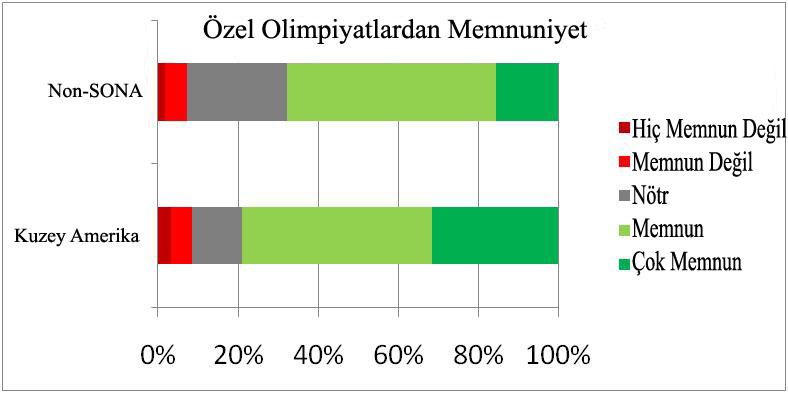 Özel Olimpiyatlardan Memnuniyet
Non-SONA
Kuzey Amerika
0% 20% 40% 60% 80% 100%
Hiç Memnun Değil
Memnun Değil
Nötr
Memnun
Çok Memnun